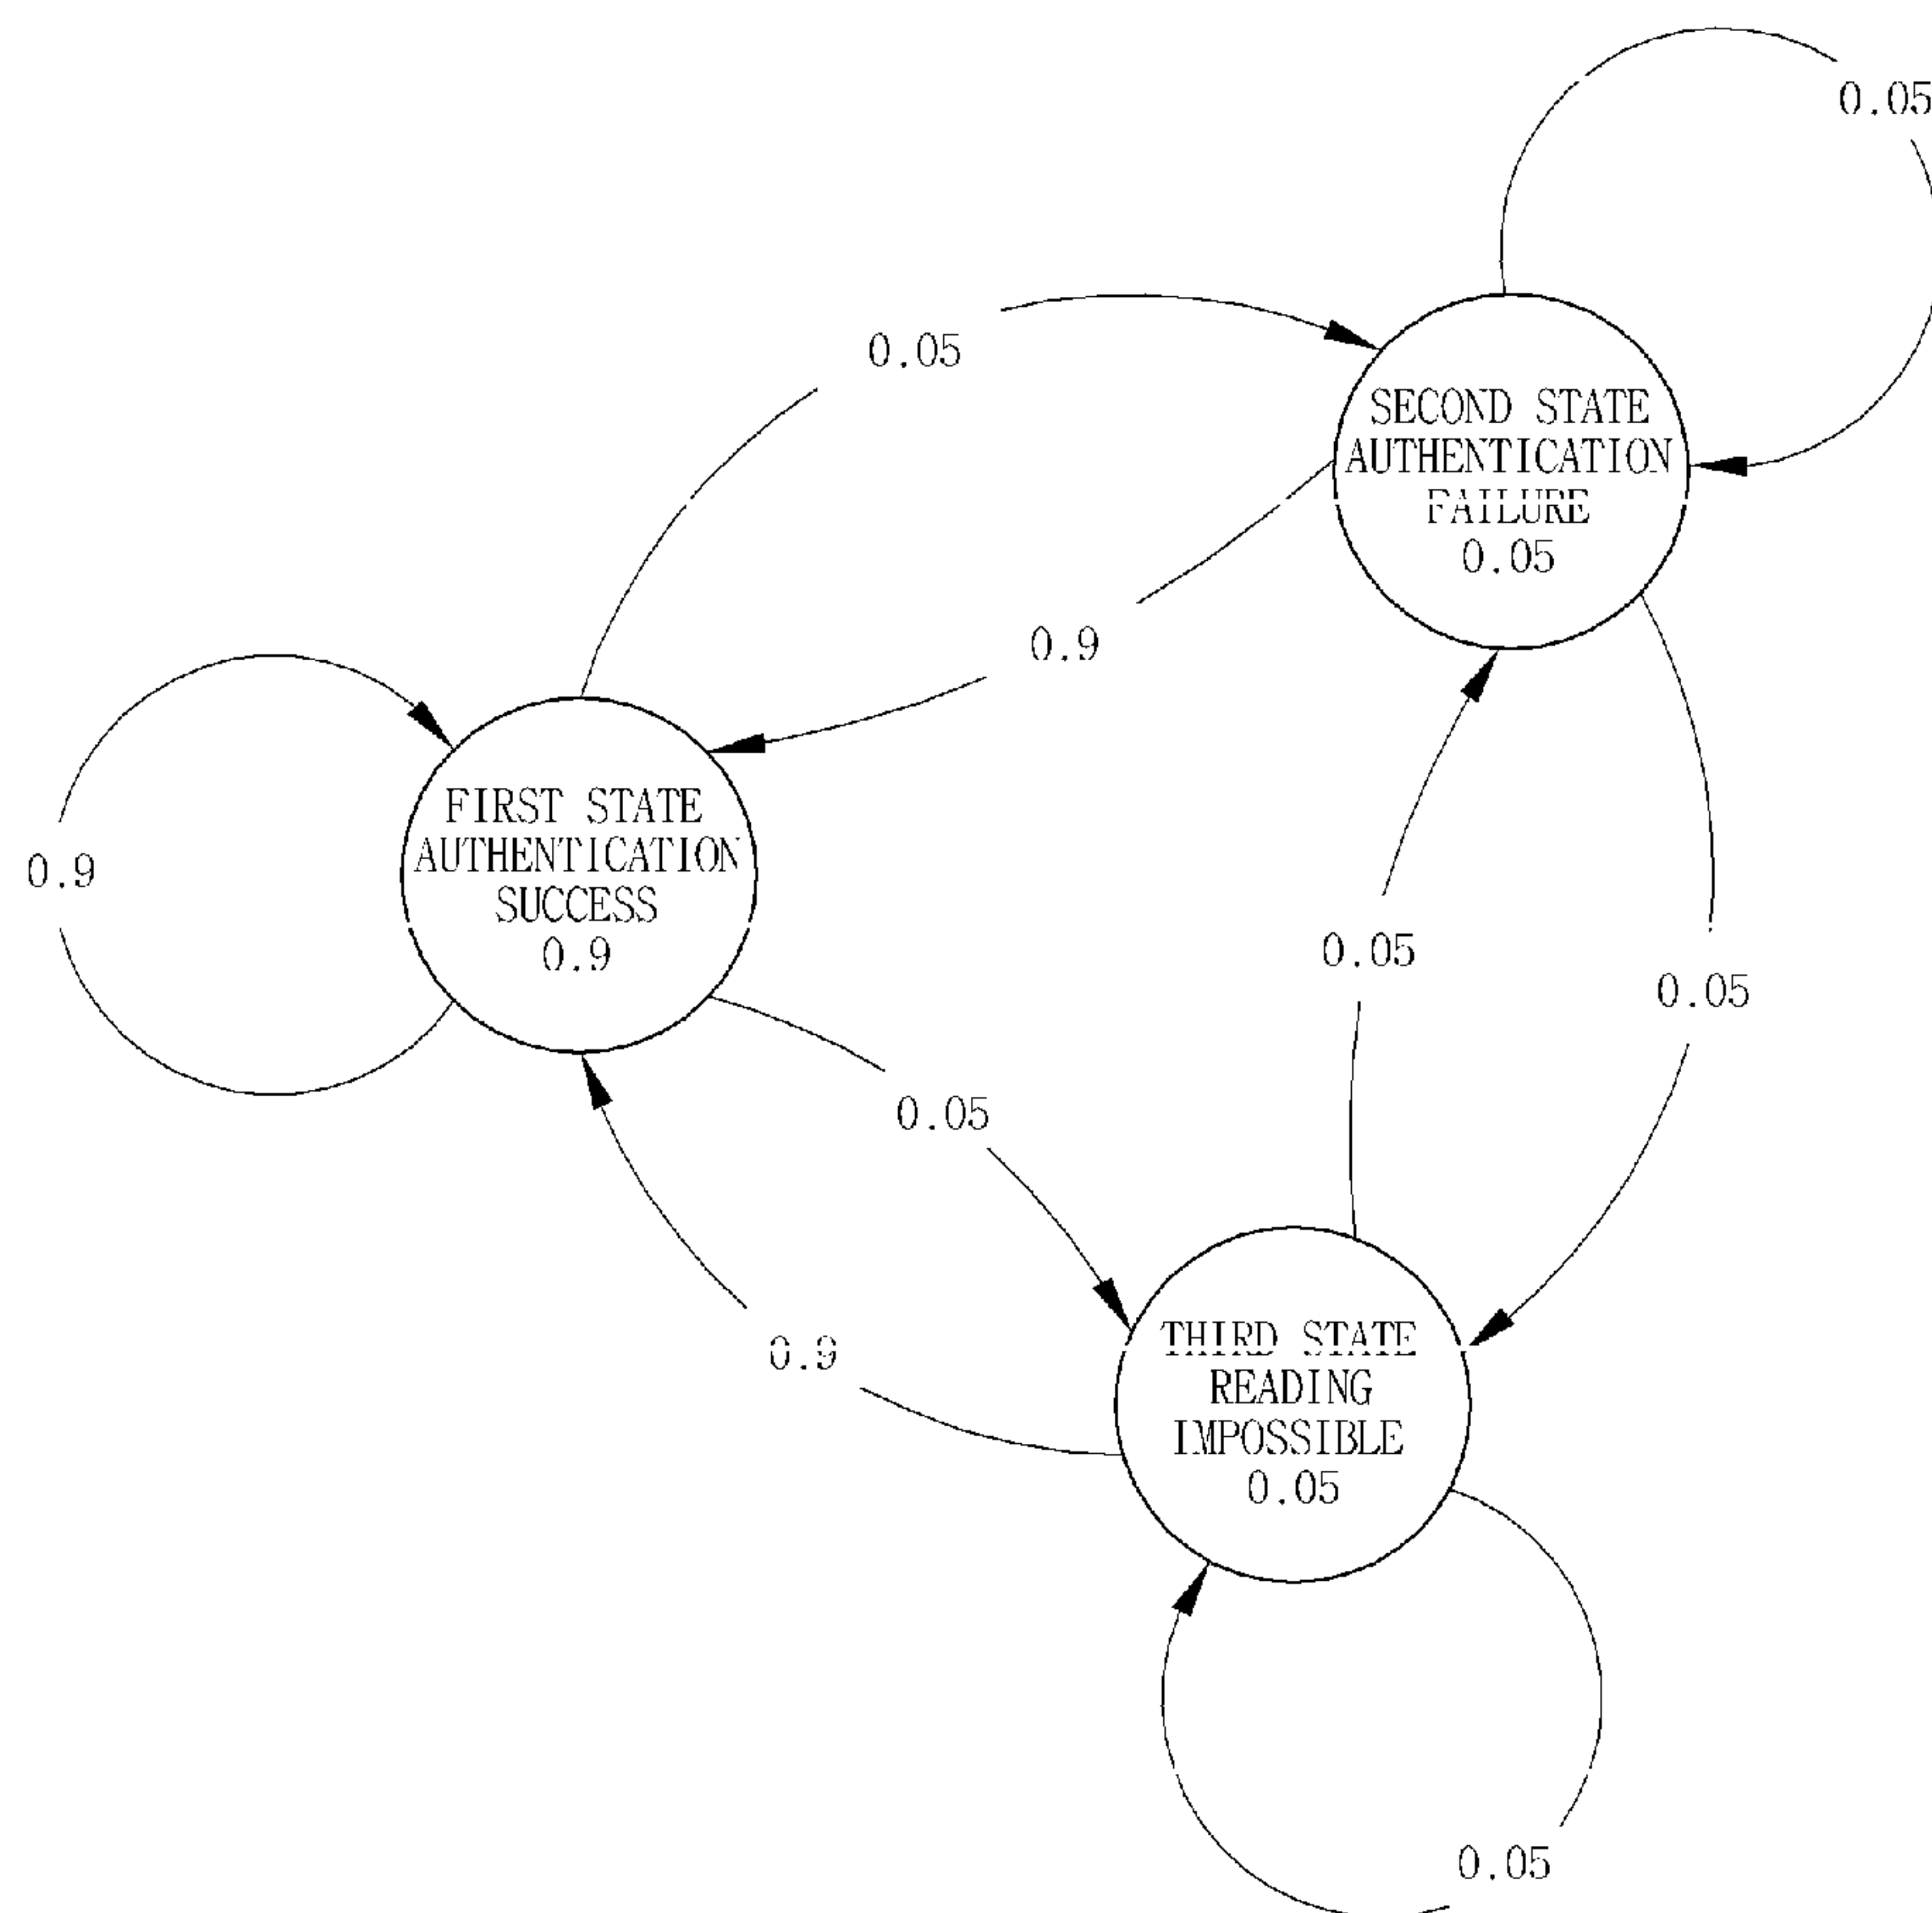 0.05
0.05
SECOND STATE
AUTHENTICATION
FAILURE
0.05
0.9
FIRST STATE
AUTHENTICATION
SUCCESS
0.9
0.9
0.05
0.05
0.05
0.9
THIRD STATE
READING
IMPOSSIBLE
0.05
0.05